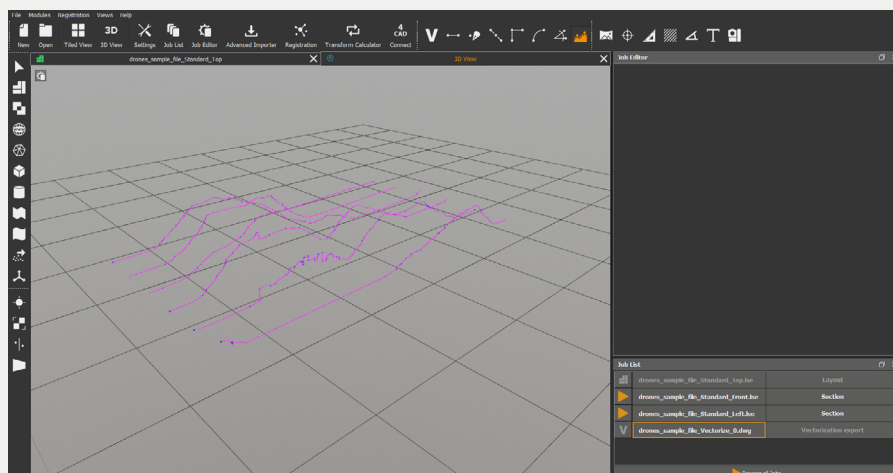 File Modules Registration Views Help
3D
4
CAD
New Open Tiled View 3D View Settings Job List Job Editor Advanced Importer Registration Transform Calculator Connect
drones_sample_file_Standard_Top
3D View
Job Editor
Job List
drones_sample_file_Standard_Top.lse Layout
drones_sample_file_Standard_Front.lse Section
drones_sample_file_Standard_Left.lse Section
drones_sample_file_Vectorize_0.dwg Vectorization export